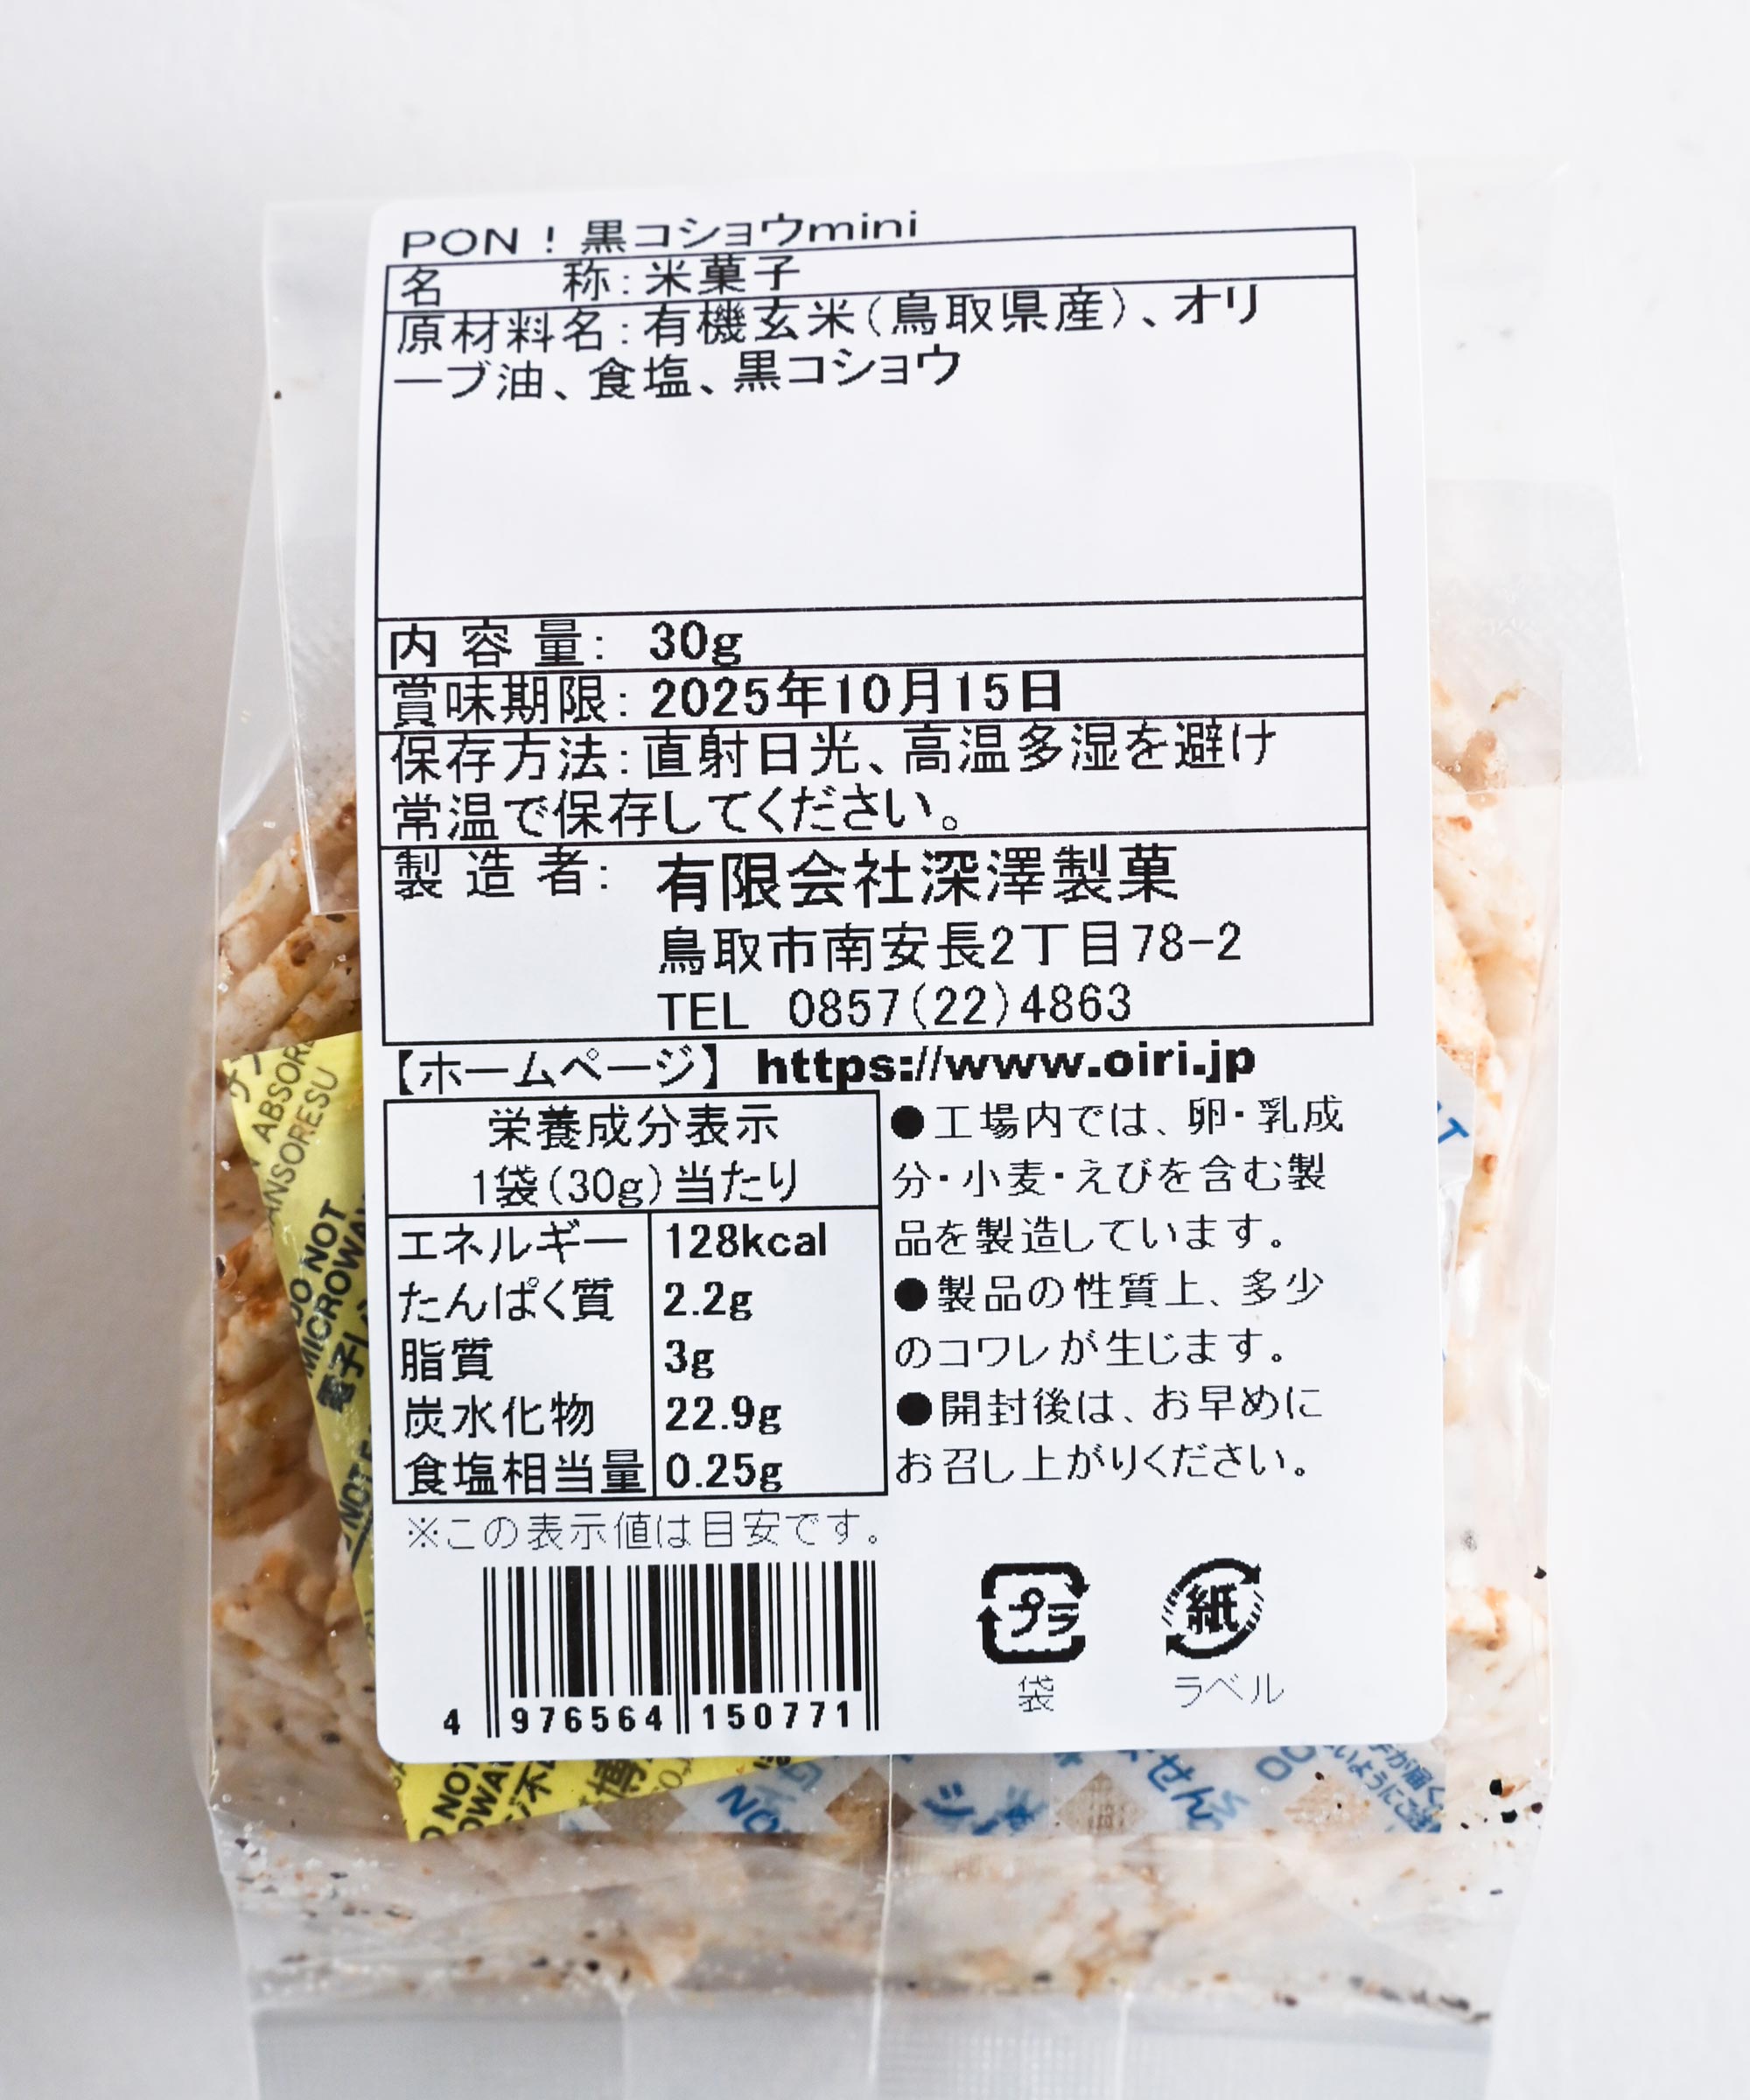 PON！黒コショウmini
名　　称：米菓子
原材料名：有機玄米（鳥取県産）、オリ
ーブ油、食塩、黒コショウ
内 容 量： 30g
賞味期限：2025年10月15日
保存方法：直射日光、高温多湿を避け
常温で保存してください。
製 造 者： 有限会社深澤製菓
鳥取市南安長2丁目78-2
TEL 0857(22)4863
【ホームページ】 https://www.oiri.jp
栄養成分表示
1袋(30g)当たり
エネルギー 128kcal
たんぱく質 2.2g
脂質 3g
炭水化物 22.9g
食塩相当量 0.25g
※この表示値は目安です。
●工場内では、卵・乳成
分・小麦・えびを含む製
品を製造しています。
●製品の性質上、多少
のコワレが生じます。
●開封後は、お早めに
お召し上がりください。
4 976564 150771
プラ
袋
紙
ラベル
DO NOT